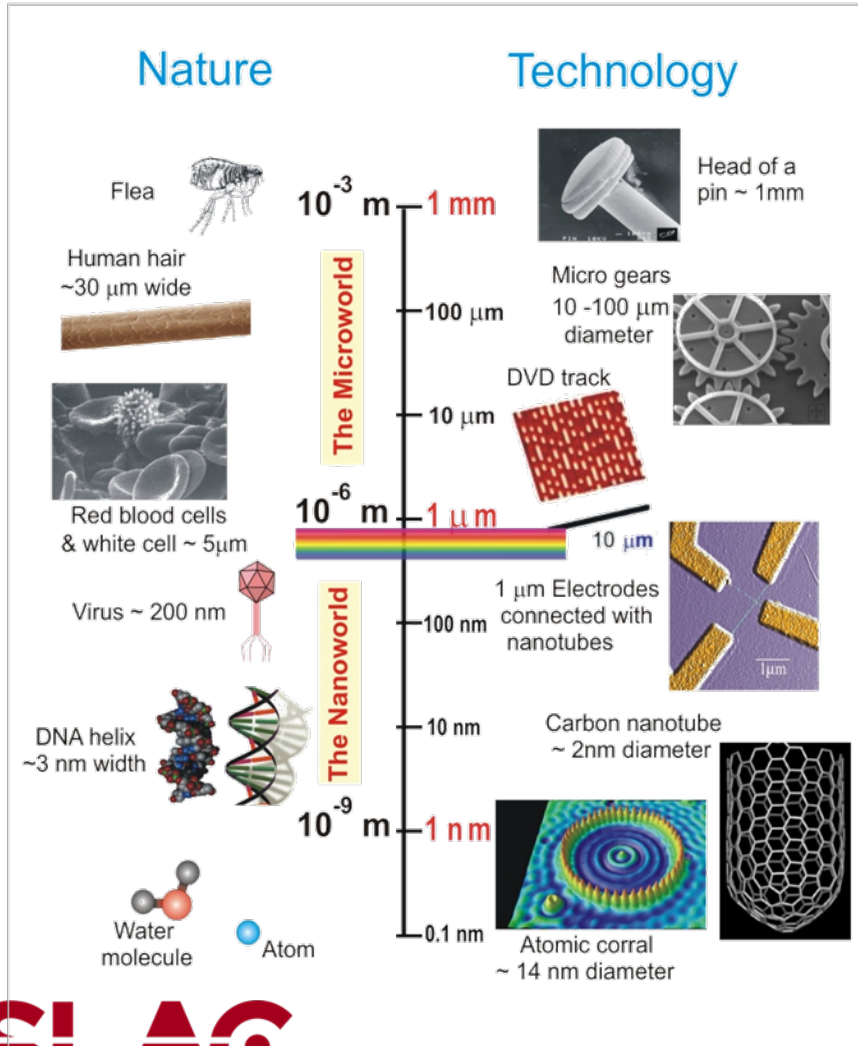 Nature
Technology
Flea
10-3 m
1 mm
Head of a
pin ~ 1mm
Human hair
~30 μm wide
The Microworld
100 μm
Micro gears
10 -100 μm
diameter
DVD track
10 μm
Red blood cells
& white cell ~ 5μm
10-6 m
1 μm
10 μm
Virus ~ 200 nm
The Nanoworld
100 nm
1 μm Electrodes
connected with
nanotubes
1μm
DNA helix
~3 nm width
10 nm
Carbon nanotube
~ 2nm diameter
10-9 m
1 nm
Water
molecule
Atom
0.1 nm
Atomic corral
~ 14 nm diameter
SLAC